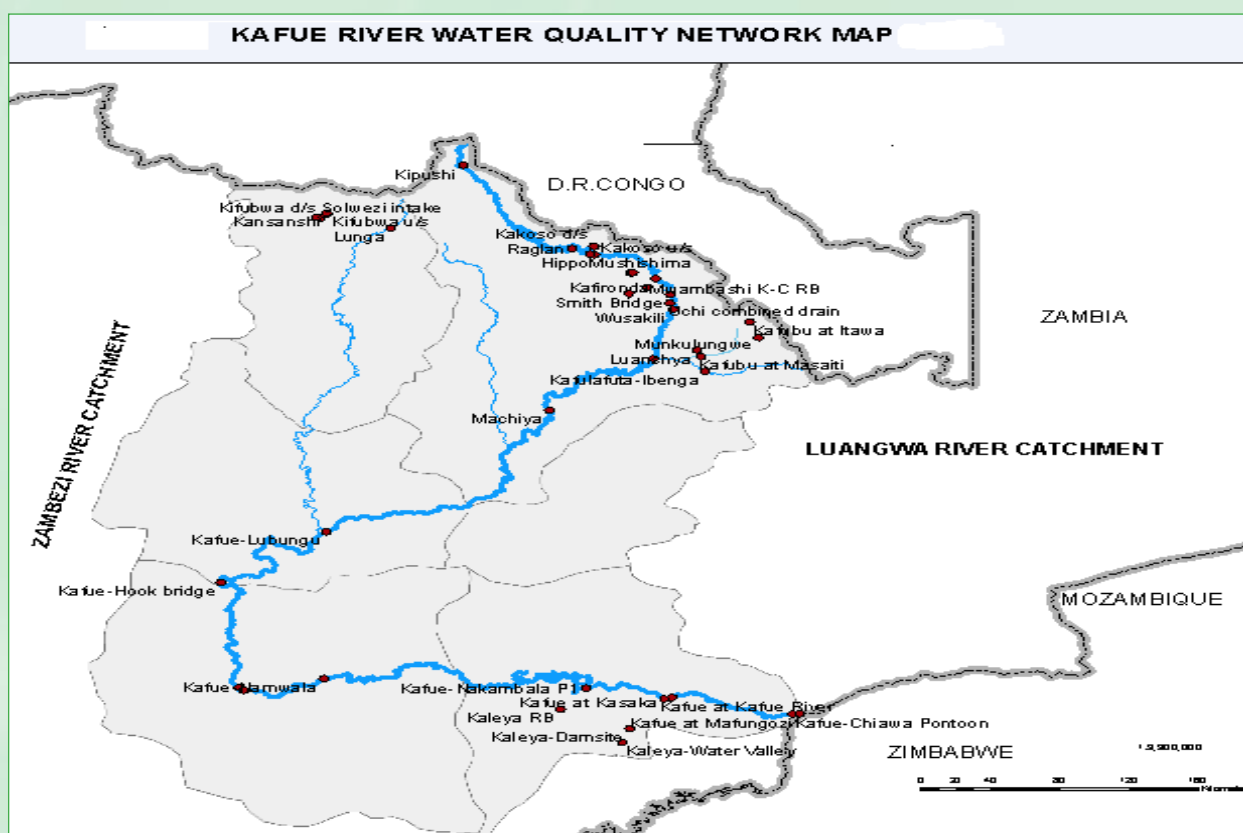 KAFUE RIVER WATER QUALITY NETWORK MAP
Kipushi
D.R.CONGO
Kifubwa d/s Solwezi intake
Kansanshi Kifubwa u/s
Lunga
Kakoso d/s
Raglan Kakoso u/s
Hippo Mushishima
Kafironda Mwambashi K-C RB
Smith Bridge
Uchi combined drain
Wusakili
ZAMBIA
Kafubu at Itawa
Munkulungwe
Luanshya
Kafubu at Masaiti
Kafulafuta-Ibenga
Machiya
ZAMBEZI RIVER CATCHMENT
LUANGWA RIVER CATCHMENT
Kafue-Lubungu
Kafue-Hook bridge
MOZAMBIQUE
Kafue Namwala
Kafue-Nakambala P1
Kafue at Kasaka
Kafue at Kafue River
Kaleya RB
Kafue at Mafungozi
Kafue-Chiawa Pontoon
Kaleya-Damsite
Kaleya-Water Valley
ZIMBABWE
0 20 40 80 120 160